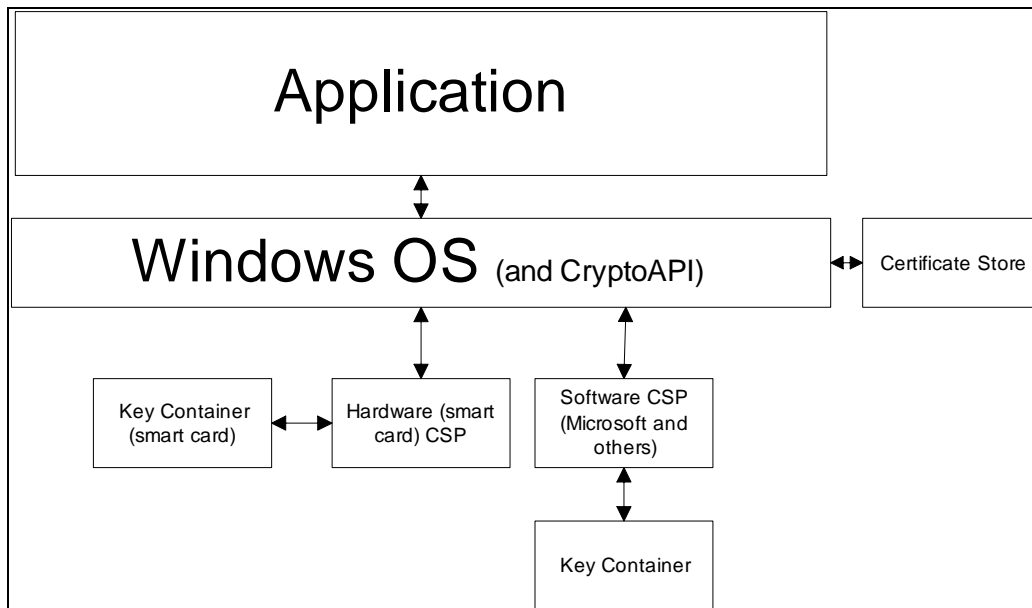 Application
Windows OS (and CryptoAPI)
Certificate Store
Key Container
(smart card)
Hardware (smart
card) CSP
Software CSP
(Microsoft and
others)
Key Container